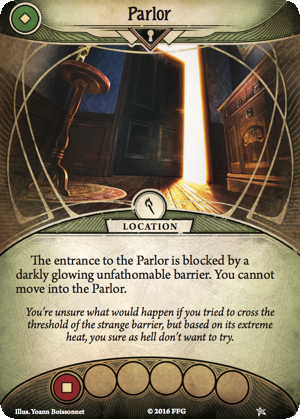 Parlor
LOCATION
The entrance to the Parlor is blocked by a
darkly glowing unfathomable barrier. You cannot
move into the Parlor.
You're unsure what would happen if you tried to cross the
threshold of the strange barrier, but based on its extreme
heat, you sure as hell don't want to try.
Illus. Yoann Boissonnet
© 2016 FFG